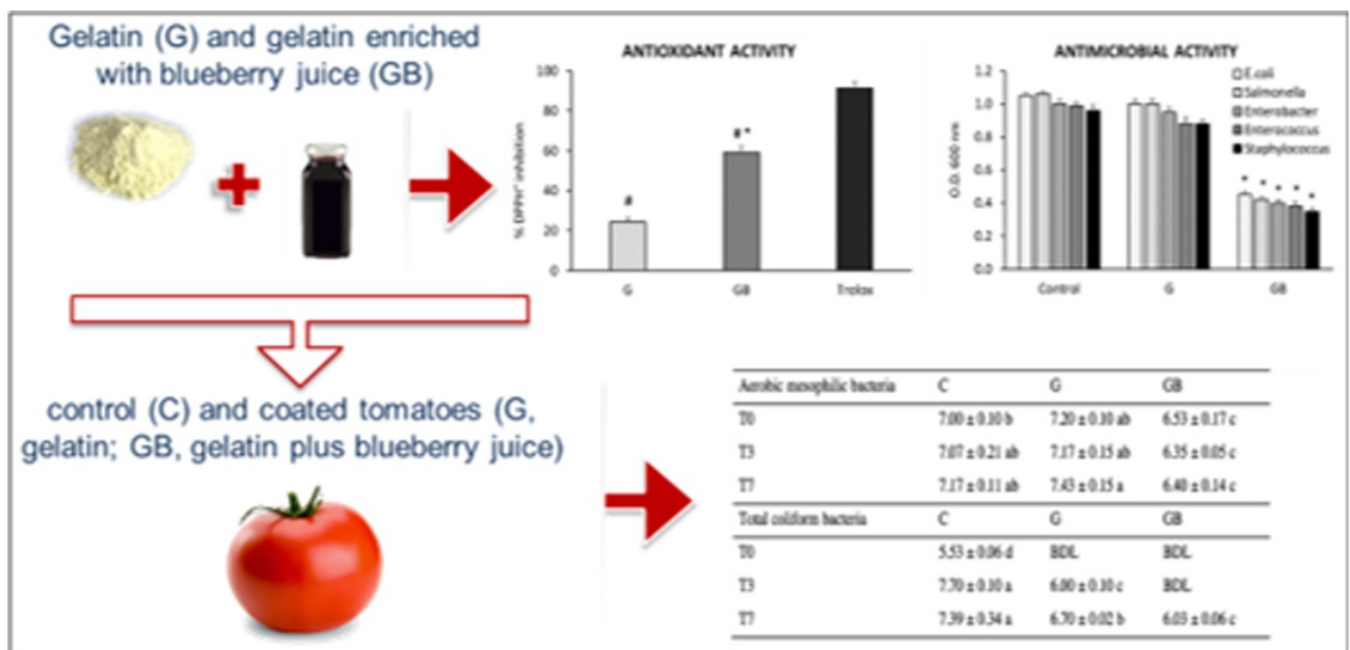 Gelatin (G) and gelatin enriched
with blueberry juice (GB)
ANTIOXIDANT ACTIVITY
% DPPH• inhibition
100
80
60
40
20
0
#
#*
G
GB
Trolox
ANTIMICROBIAL ACTIVITY
O.D. 600 nm
1.2
1.0
0.8
0.6
0.4
0.2
0.0
E.coli
Salmonella
Enterobacter
Enterococcus
Staphylococcus
* * * * *
Control
G
GB
control (C) and coated tomatoes (G,
gelatin; GB, gelatin plus blueberry juice)
Aerobic mesophilic bacteria C G GB
T0 7.00 ± 0.10 b 7.20 ± 0.10 ab 6.53 ± 0.17 c
T3 7.07 ± 0.21 ab 7.17 ± 0.15 ab 6.35 ± 0.05 c
T7 7.17 ± 0.11 ab 7.43 ± 0.15 a 6.40 ± 0.14 c
Total coliform bacteria C G GB
T0 5.53 ± 0.06 d BDL BDL
T3 7.70 ± 0.10 a 6.00 ± 0.10 c BDL
T7 7.39 ± 0.34 a 6.70 ± 0.02 b 6.03 ± 0.06 c